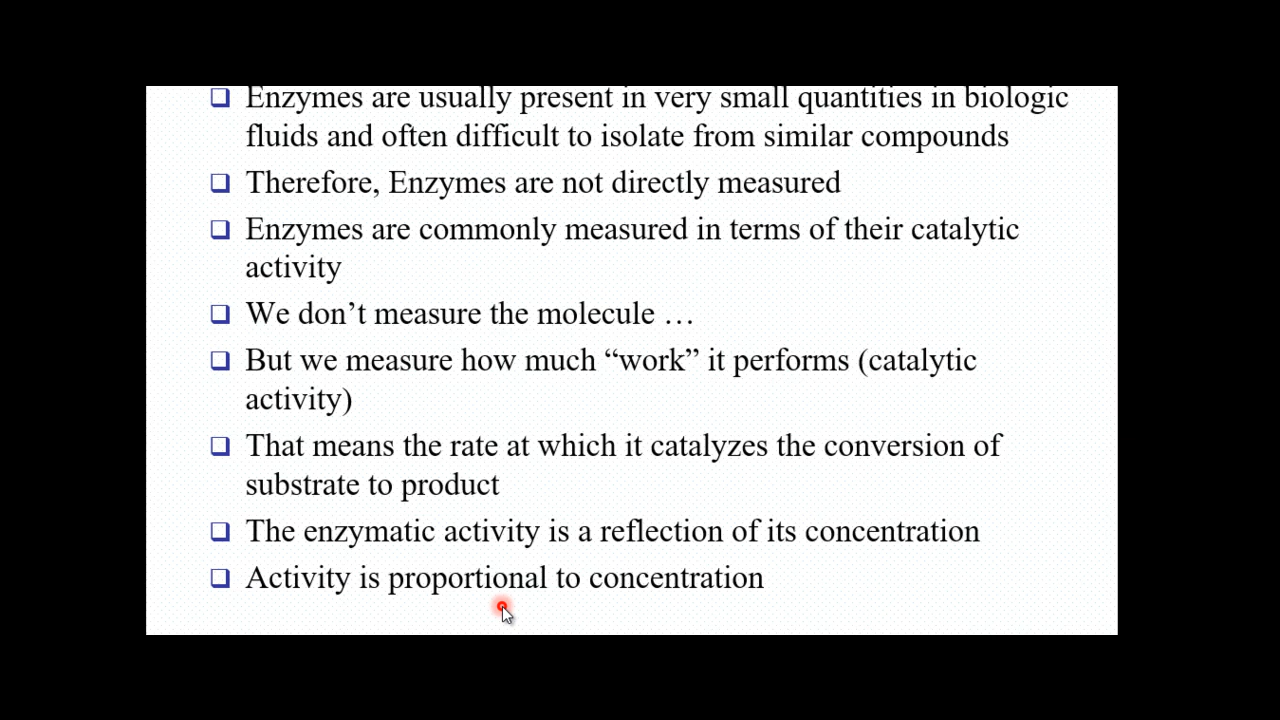 ❑ Enzymes are usually present in very small quantities in biologic
fluids and often difficult to isolate from similar compounds
❑ Therefore, Enzymes are not directly measured
❑ Enzymes are commonly measured in terms of their catalytic
activity
❑ We don’t measure the molecule …
❑ But we measure how much “work” it performs (catalytic
activity)
❑ That means the rate at which it catalyzes the conversion of
substrate to product
❑ The enzymatic activity is a reflection of its concentration
❑ Activity is proportional to concentration